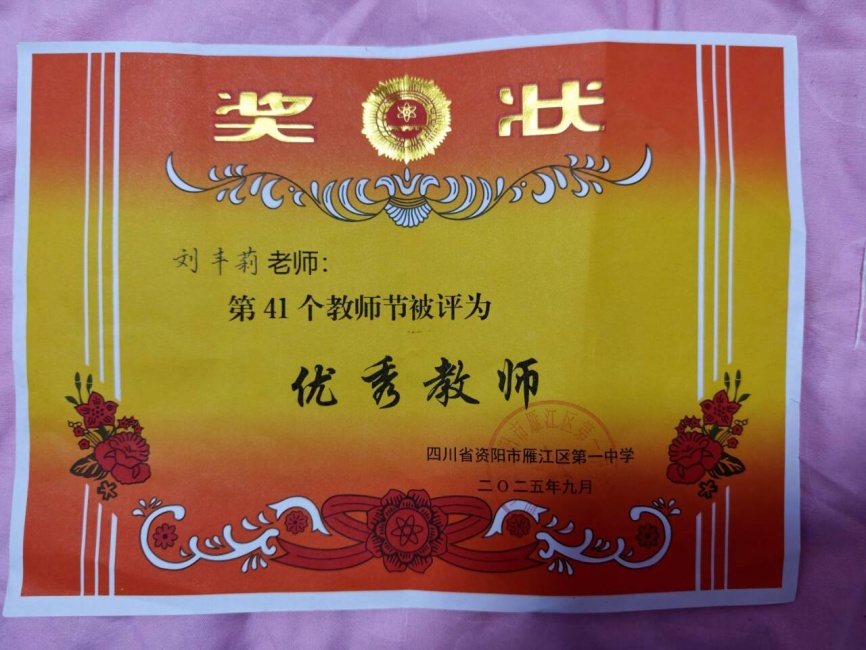 奖状
刘丰莉老师:
第41个教师节被评为
优秀教师
四川省资阳市雁江区第一中学
二〇二五年九月